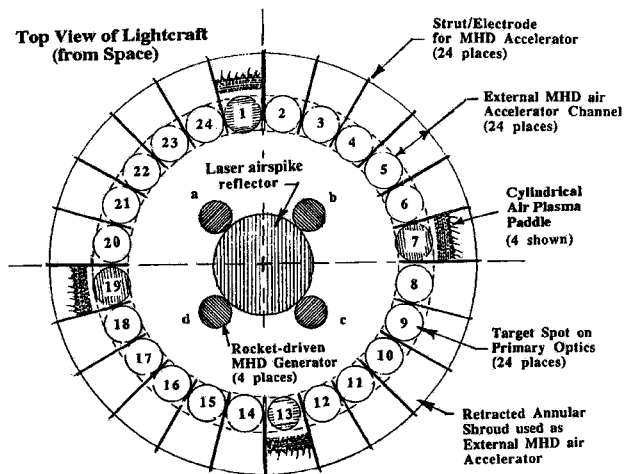 Top View of Lightcraft
(from Space)
Strut/Electrode
for MHD Accelerator
(24 places)
External MHD air
Accelerator Channel
(24 places)
Cylindrical
Air Plasma
Paddle
(4 shown)
Target Spot on
Primary Optics
(24 places)
Retracted Annular
Shroud used as
External MHD air
Accelerator
Laser airspike
reflector
a
b
c
d
Rocket-driven
MHD Generator
(4 places)
1
2
3
4
5
6
7
8
9
10
11
12
13
14
15
16
17
18
19
20
21
22
23
24